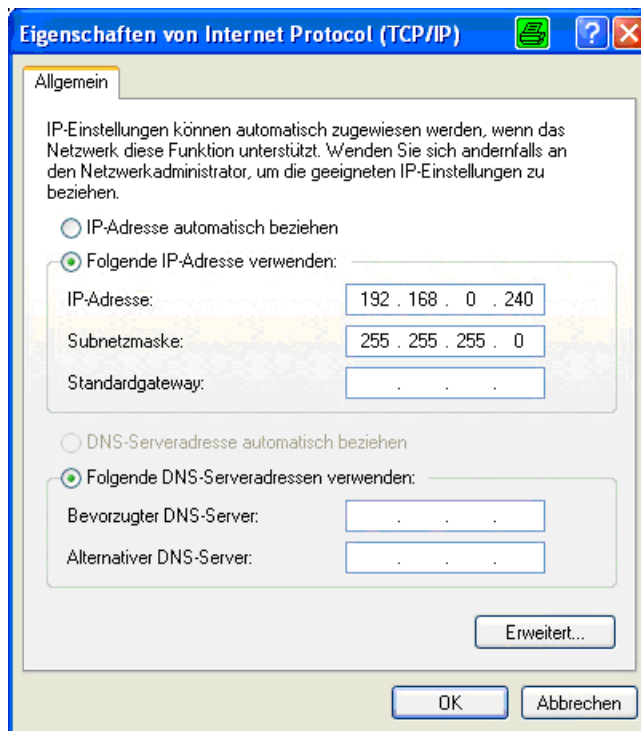 Eigenschaften von Internet Protocol (TCP/IP)
Allgemein
IP-Einstellungen können automatisch zugewiesen werden, wenn das
Netzwerk diese Funktion unterstützt. Wenden Sie sich andernfalls an
den Netzwerkadministrator, um die geeigneten IP-Einstellungen zu
beziehen.
IP-Adresse automatisch beziehen
Folgende IP-Adresse verwenden:
IP-Adresse: 192 . 168 . 0 . 240
Subnetzmaske: 255 . 255 . 255 . 0
Standardgateway: . . .
DNS-Serveradresse automatisch beziehen
Folgende DNS-Serveradressen verwenden:
Bevorzugter DNS-Server: . . .
Alternativer DNS-Server: . . .
Erweitert...
OK Abbrechen